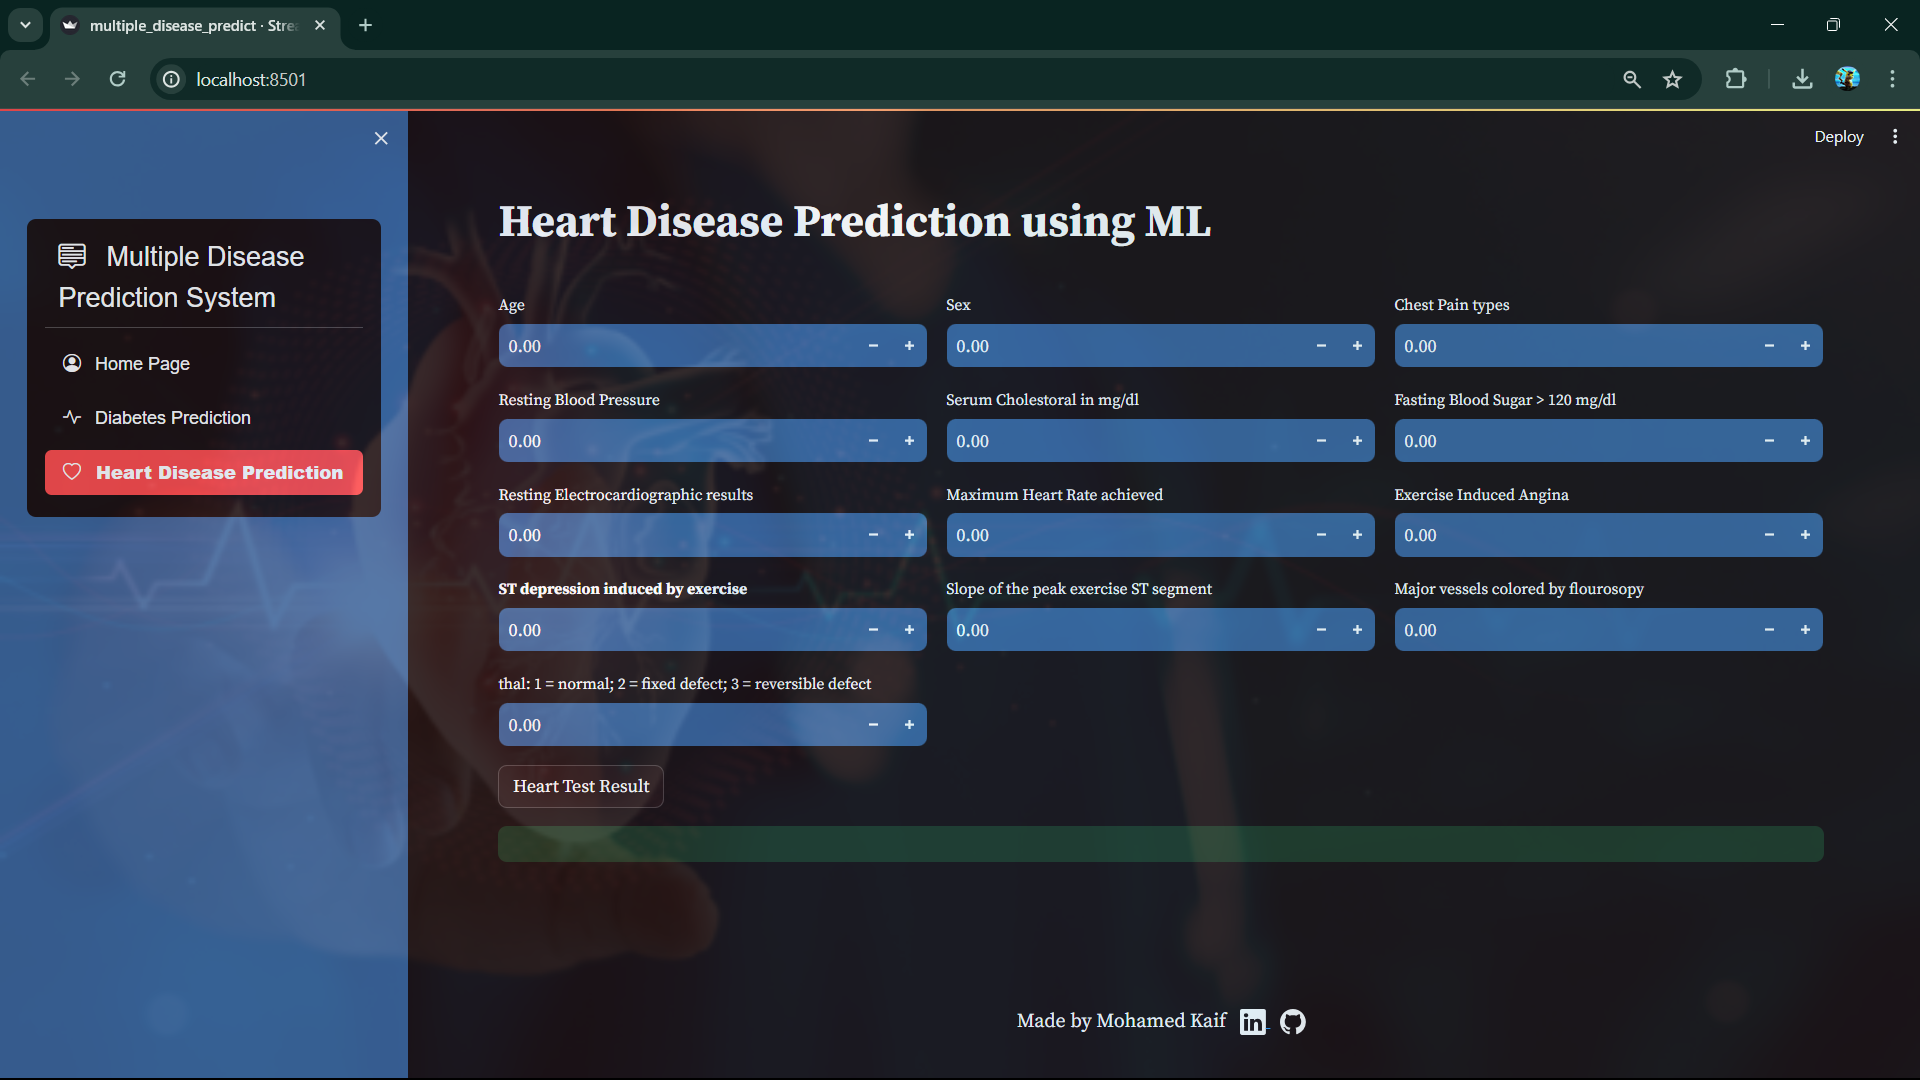 multiple_disease_predict · Stre
localhost:8501
Deploy
Multiple Disease
Prediction System
Home Page
Diabetes Prediction
Heart Disease Prediction
Heart Disease Prediction using ML
Age
0.00
Sex
0.00
Chest Pain types
0.00
Resting Blood Pressure
0.00
Serum Cholestoral in mg/dl
0.00
Fasting Blood Sugar > 120 mg/dl
0.00
Resting Electrocardiographic results
0.00
Maximum Heart Rate achieved
0.00
Exercise Induced Angina
0.00
ST depression induced by exercise
0.00
Slope of the peak exercise ST segment
0.00
Major vessels colored by flourosopy
0.00
thal: 1 = normal; 2 = fixed defect; 3 = reversible defect
0.00
Heart Test Result
Made by Mohamed Kaif in